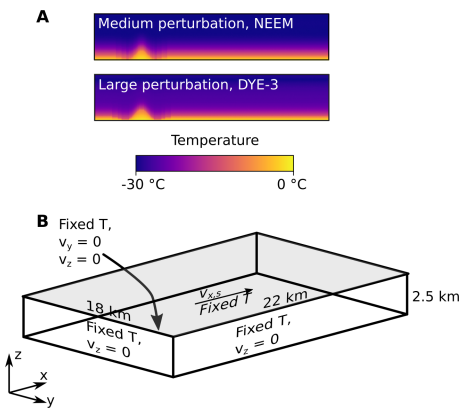 A
Medium perturbation, NEEM
Large perturbation, DYE-3
Temperature
-30 °C
0 °C
B
Fixed T,
v_y = 0
v_z = 0
v_x,s
Fixed T
18 km
22 km
2.5 km
Fixed T,
v_z = 0
Fixed T,
v_z = 0
z
x
y